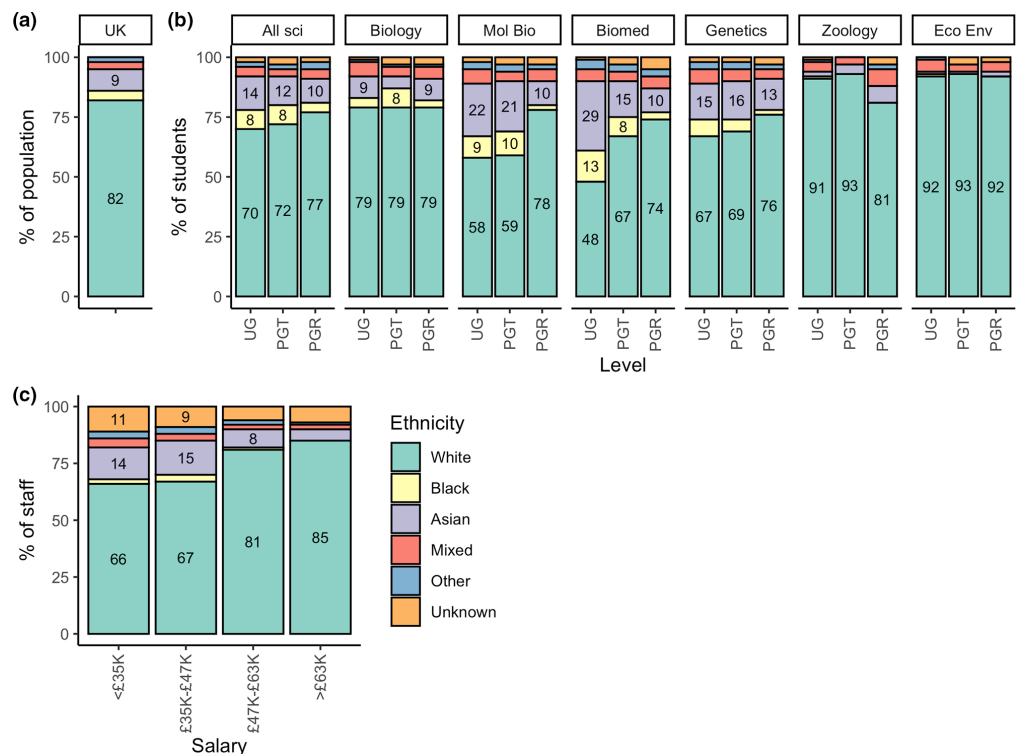 (a)
UK
% of population
100
75
50
25
0
9
82
(b)
All sci
Biology
Mol Bio
Biomed
Genetics
Zoology
Eco Env
% of students
100
75
50
25
0
14 12 10
8 8
70 72 77
9 8 9
79 79 79
22 21 10
9 10
58 59 78
29 15 10
13 8
48 67 74
15 16 13
67 69 76
91 93 81
92 93 92
UG PGT PGR
UG PGT PGR
UG PGT PGR
UG PGT PGR
UG PGT PGR
UG PGT PGR
UG PGT PGR
Level
(c)
% of staff
100
75
50
25
0
11 9
14 15 8
66 67 81 85
<£35K
£35K-£47K
£47K-£63K
>£63K
Salary
Ethnicity
White
Black
Asian
Mixed
Other
Unknown